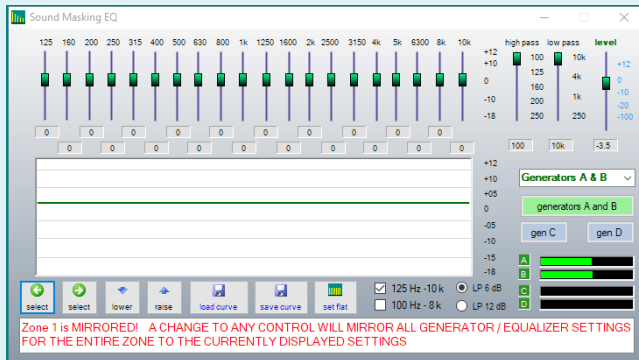 Sound Masking EQ
125 160 200 250 315 400 500 630 800 1k 1250 1600 2k 2500 3150 4k 5k 6300 8k 10k
+12
+10
0
-10
-18
high pass
100
125
160
200
250
100
low pass
10k
4k
1k
250
10k
level
+12
0
-10
-20
-100
-3.5
0 0 0 0 0 0 0 0 0 0
0 0 0 0 0 0 0 0 0 0
+12
+10
+05
0
-05
-10
-15
-18
Generators A & B
generators A and B
gen C gen D
A
B
C
D
select select lower raise load curve save curve set flat
125 Hz -10 k LP 6 dB
100 Hz - 8 k LP 12 dB
Zone 1 is MIRRORED! A CHANGE TO ANY CONTROL WILL MIRROR ALL GENERATOR / EQUALIZER SETTINGS
FOR THE ENTIRE ZONE TO THE CURRENTLY DISPLAYED SETTINGS